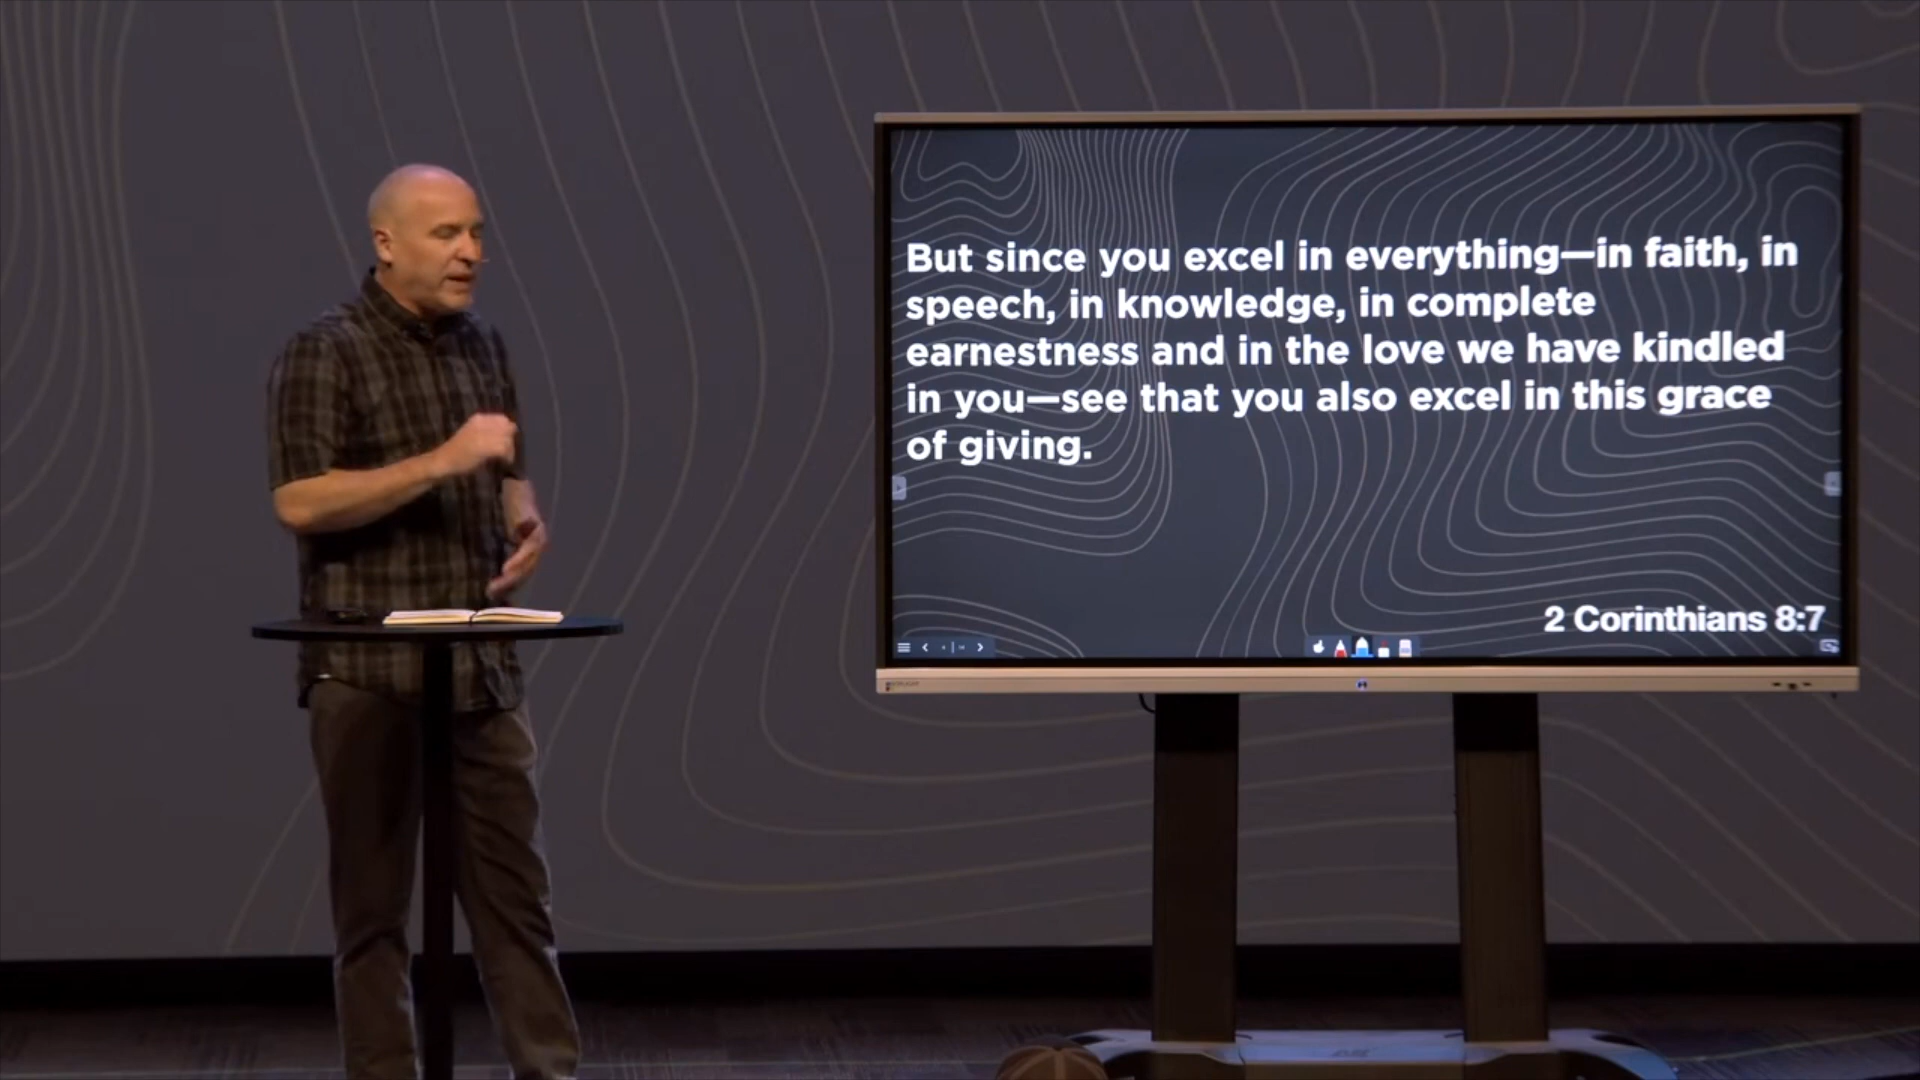 But since you excel in everything—in faith, in
speech, in knowledge, in complete
earnestness and in the love we have kindled
in you—see that you also excel in this grace
of giving.
2 Corinthians 8:7